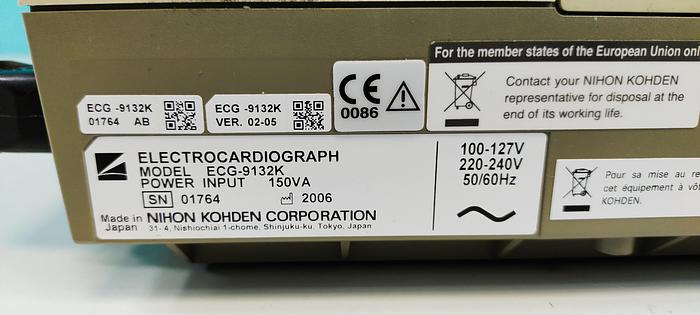 For the member states of the European Union onl
Contact your NIHON KOHDEN
representative for disposal at the
end of its working life.
CE
0086
ECG -9132K
01764 AB
ECG -9132K
VER. 02-05
ELECTROCARDIOGRAPH
MODEL ECG-9132K
POWER INPUT 150VA
SN 01764 2006
Made in Japan NIHON KOHDEN CORPORATION
31-4, Nishiochiai 1-chome, Shinjuku-ku, Tokyo, Japan
100-127V
220-240V
50/60Hz
Pour sa mise au re
cet équipement à vôt
KOHDEN.